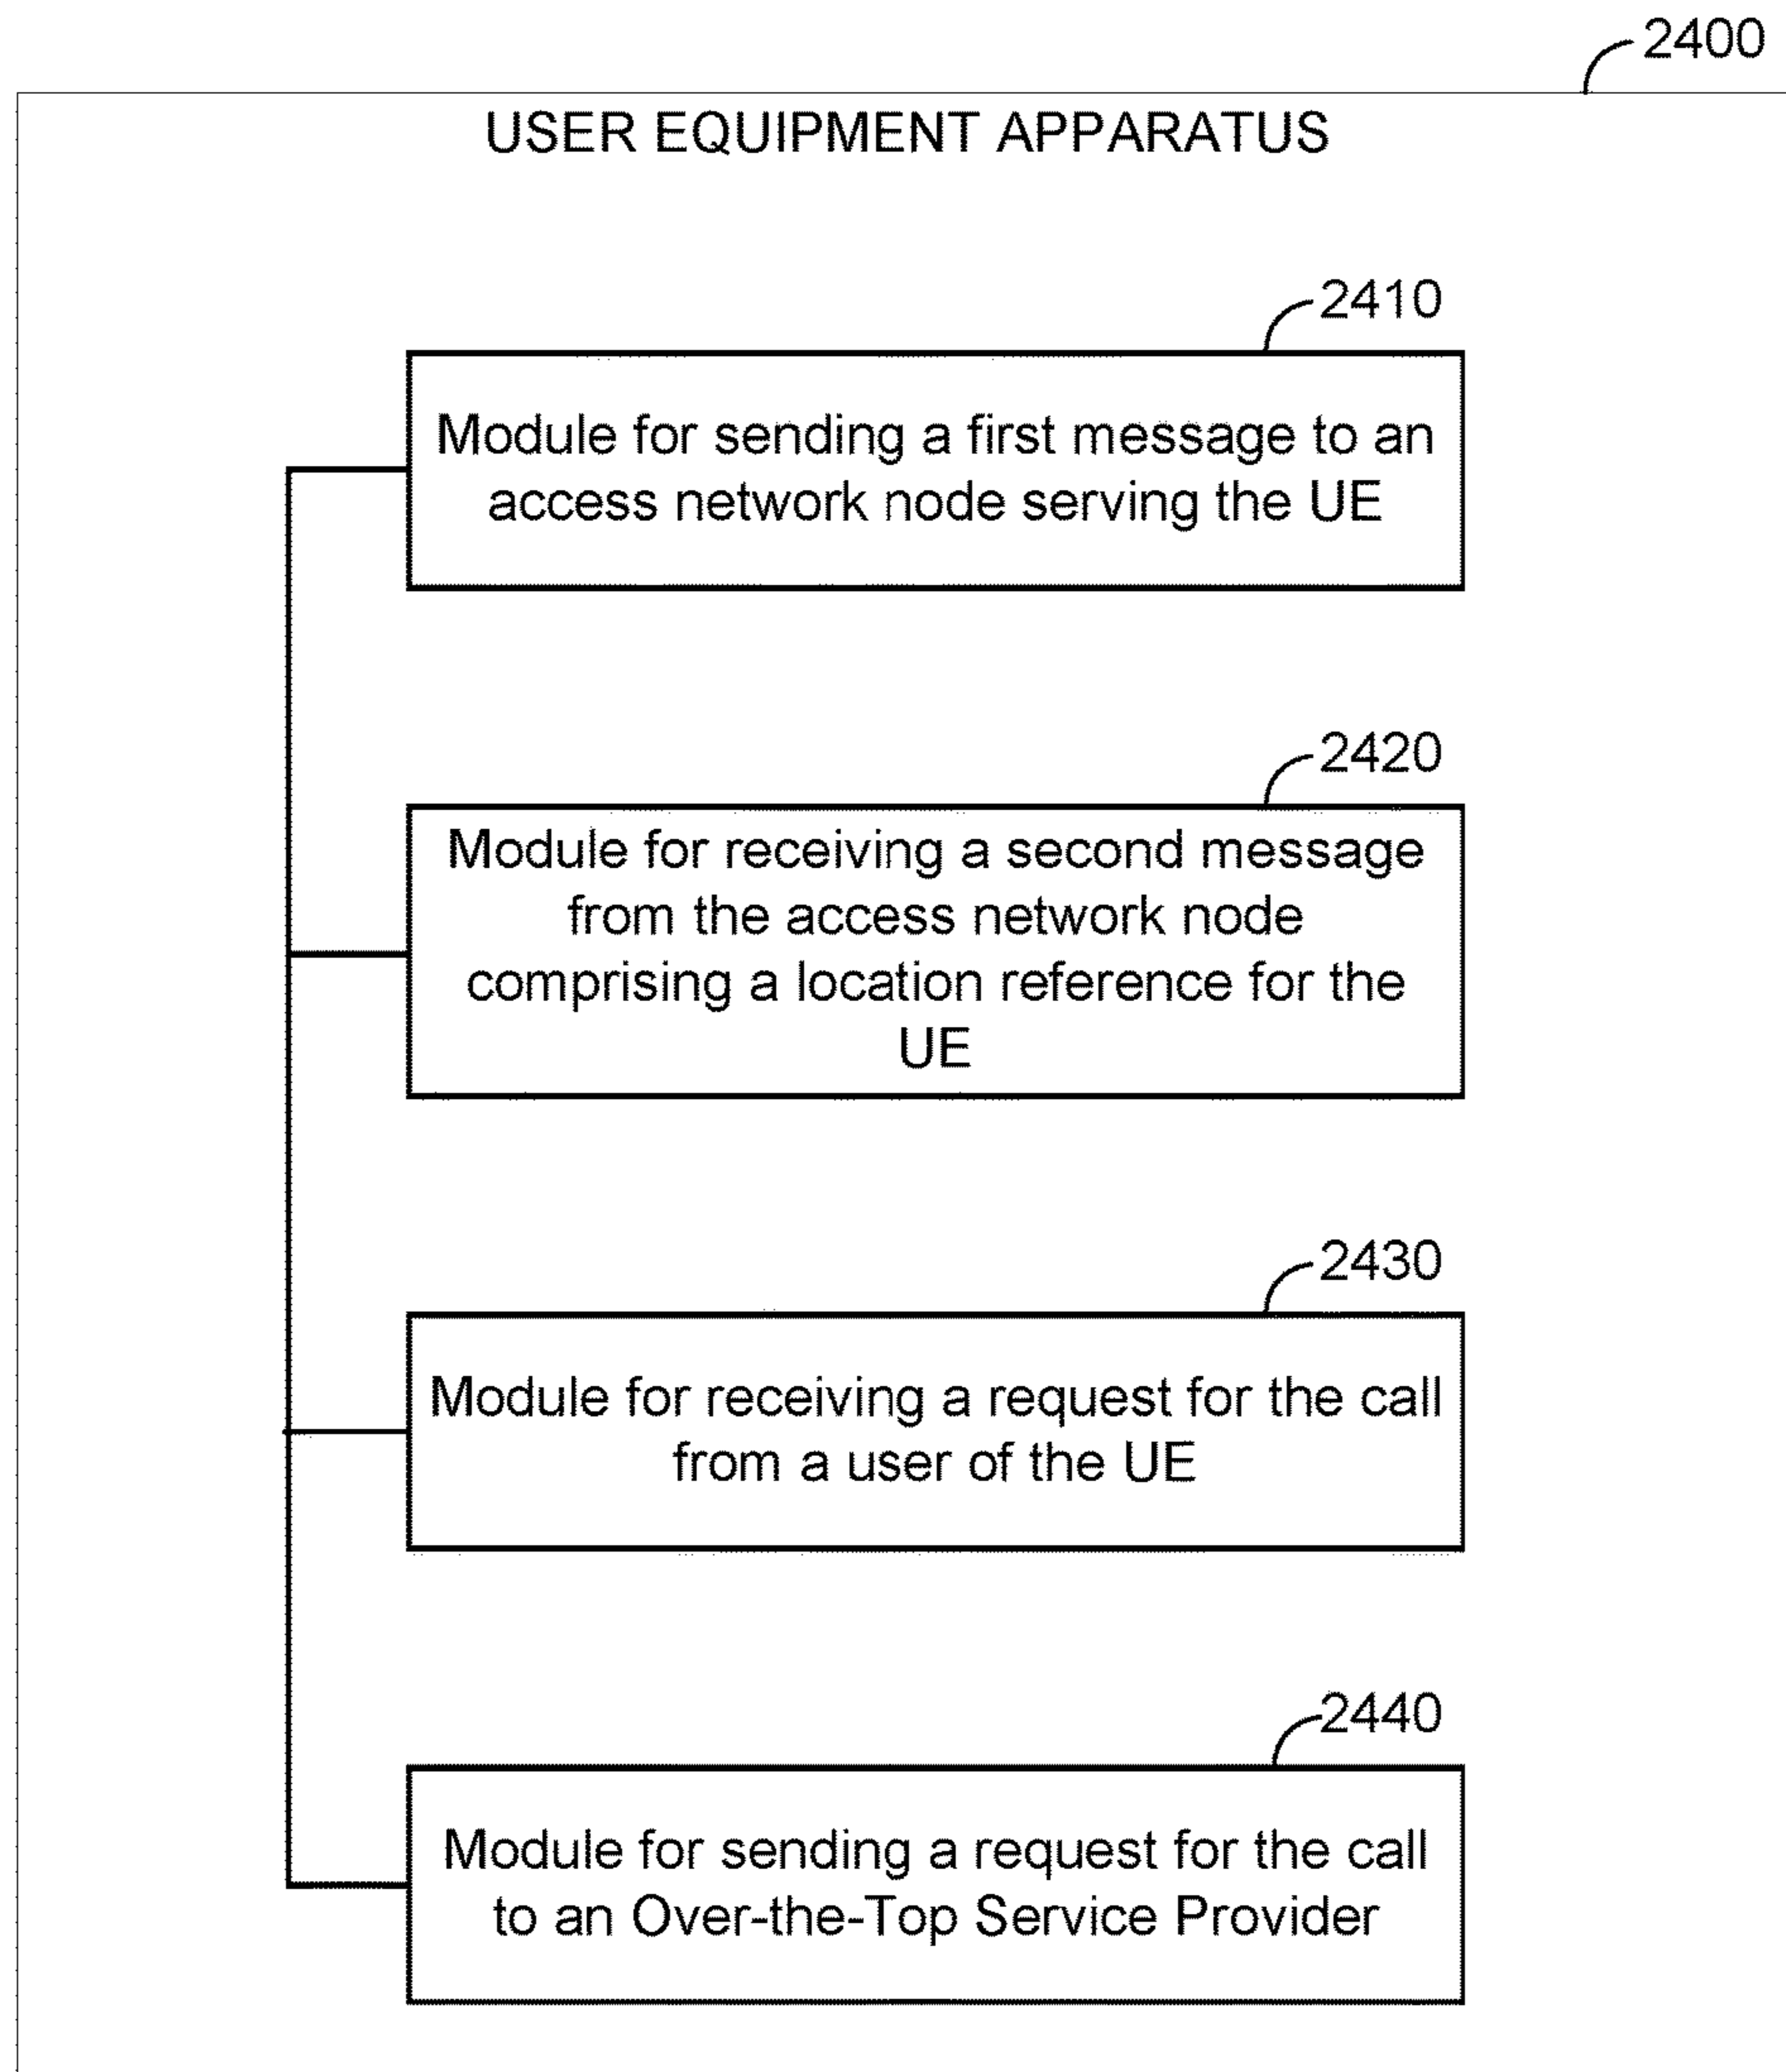 2400
USER EQUIPMENT APPARATUS
2410
Module for sending a first message to an
access network node serving the UE
2420
Module for receiving a second message
from the access network node
comprising a location reference for the
UE
2430
Module for receiving a request for the call
from a user of the UE
2440
Module for sending a request for the call
to an Over-the-Top Service Provider